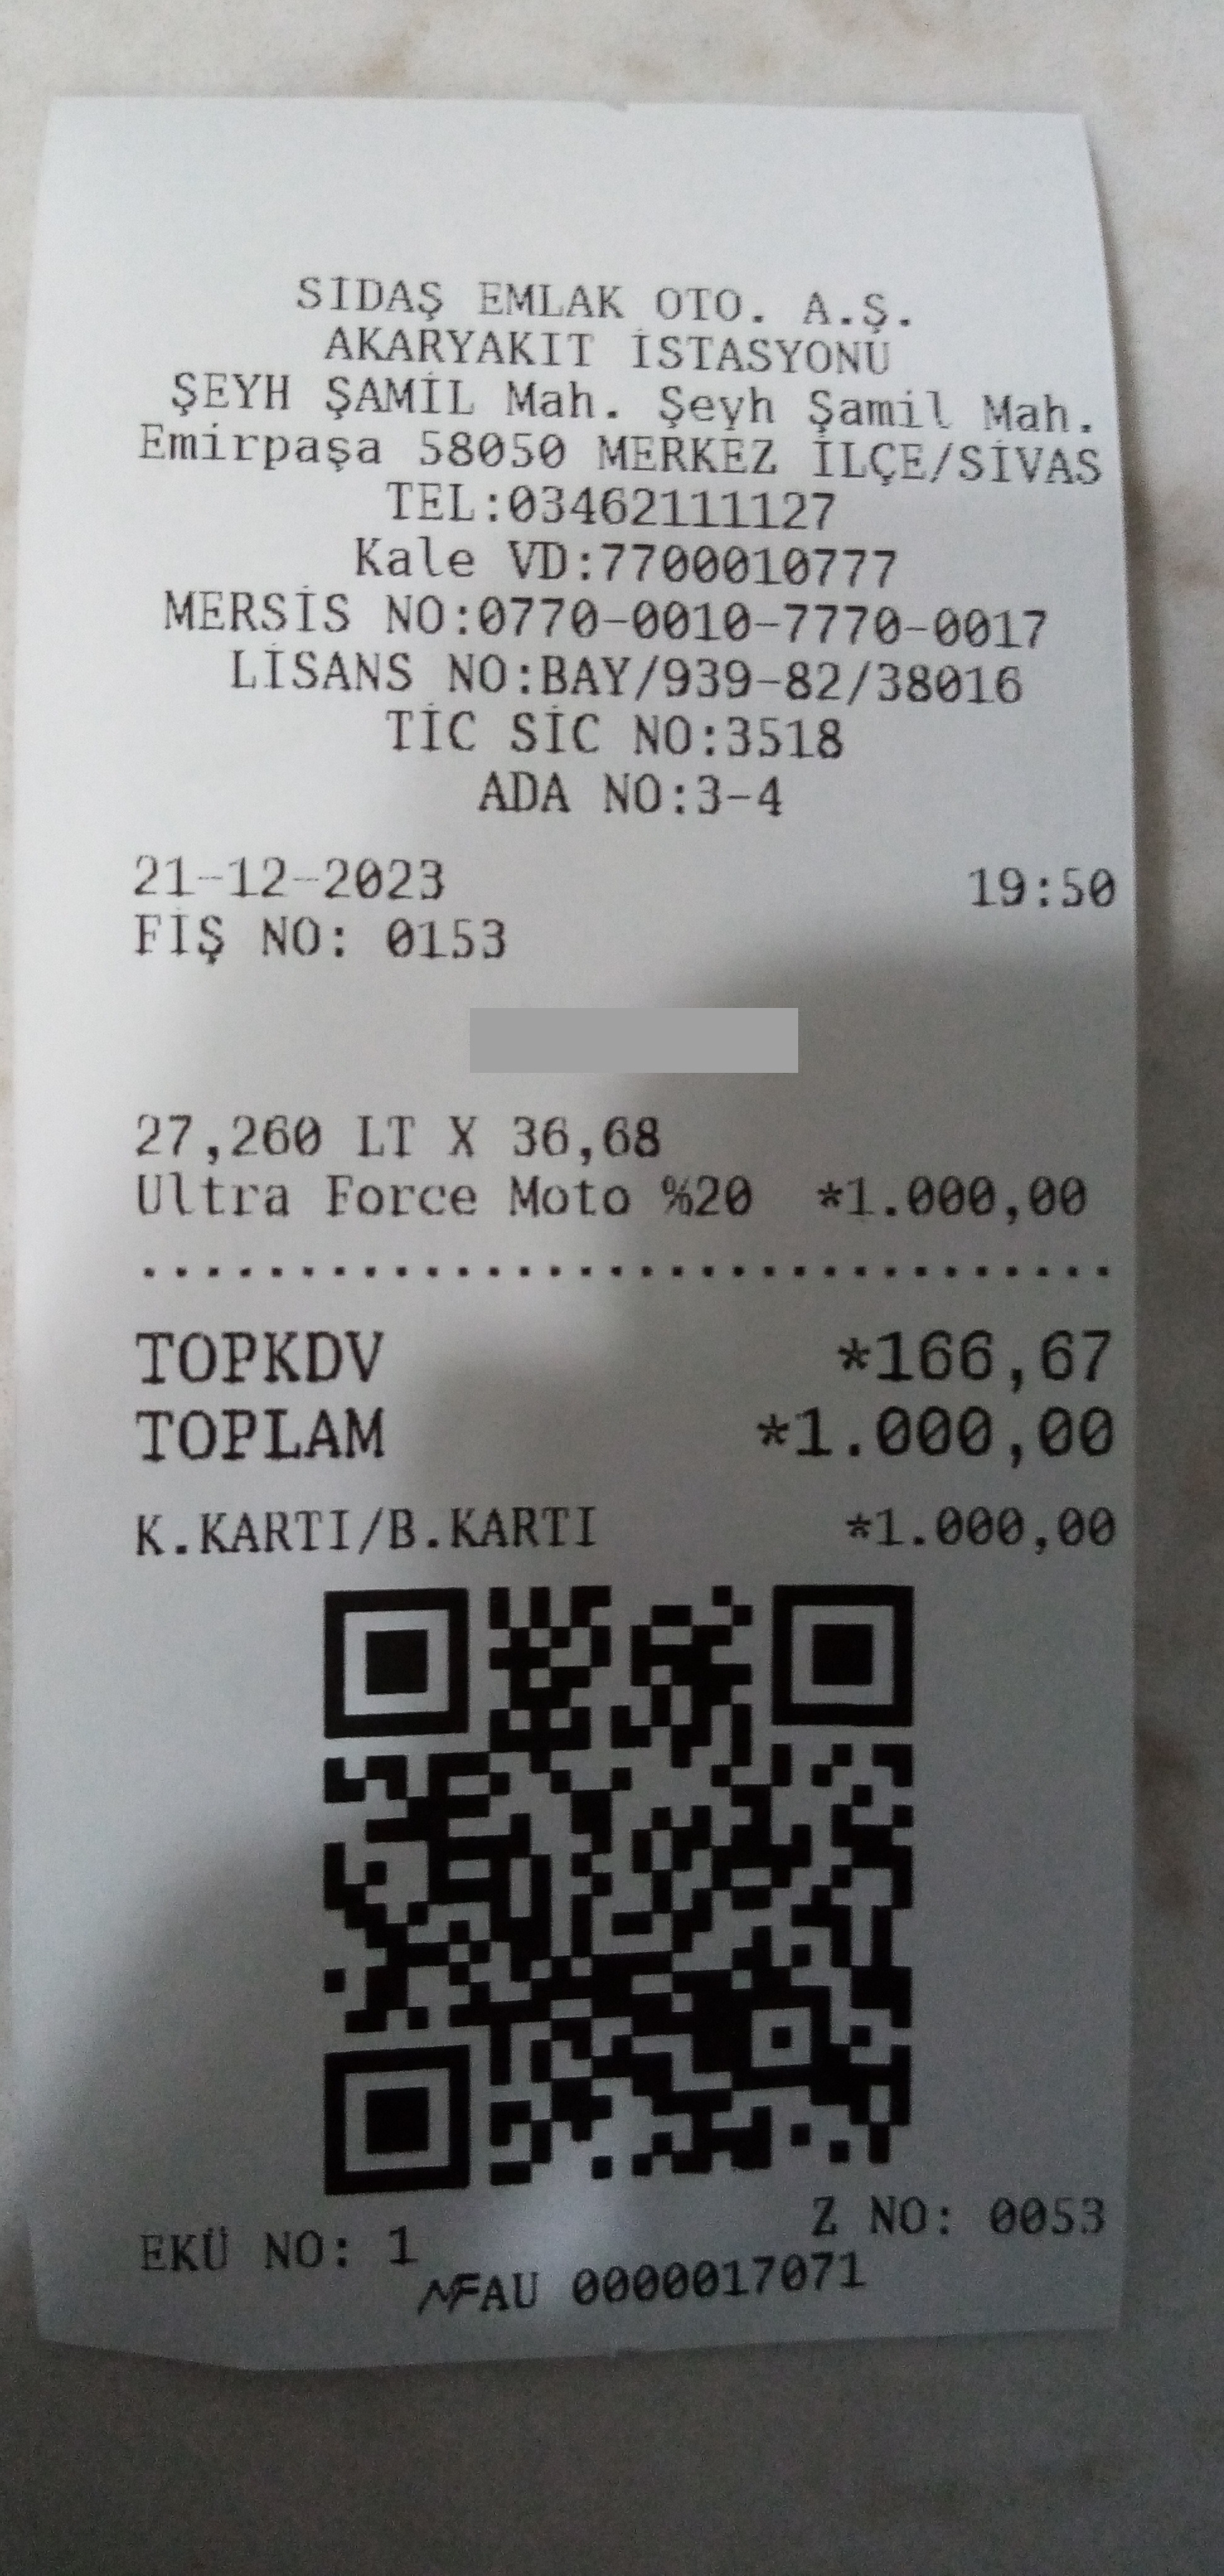 SİDAŞ EMLAK OTO. A.Ş.
AKARYAKIT İSTASYONU
ŞEYH ŞAMİL Mah. Şeyh Şamil Mah.
Emirpaşa 58050 MERKEZ İLÇE/SİVAS
TEL:03462111127
Kale VD:7700010777
MERSİS NO:0770-0010-7770-0017
LİSANS NO:BAY/939-82/38016
TİC SİC NO:3518
ADA NO:3-4
21-12-2023 19:50
FİŞ NO: 0153
27,260 LT X 36,68
Ultra Force Moto %20 *1.000,00
TOPKDV *166,67
TOPLAM *1.000,00
K.KARTI/B.KARTI *1.000,00
EKÜ NO: 1 Z NO: 0053
MF AU 0000017071